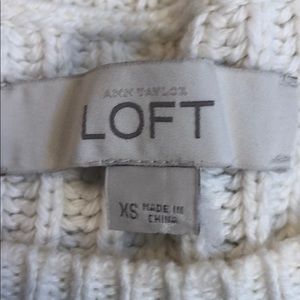 ANN TAYLOR
LOFT
XS MADE IN
CHINA